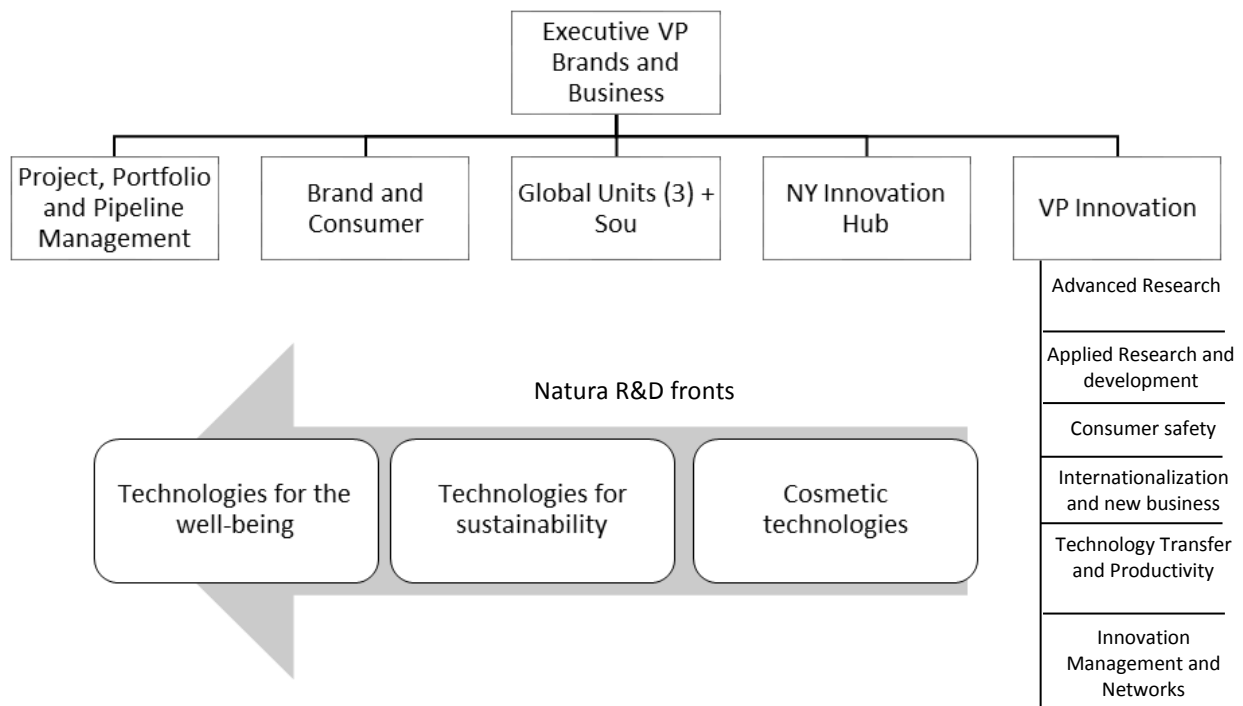 Executive VP
Brands and
Business
Project, Portfolio
and Pipeline
Management
Brand and
Consumer
Global Units (3) +
Sou
NY Innovation
Hub
VP Innovation
Advanced Research
Applied Research and
development
Consumer safety
Internationalization
and new business
Technology Transfer
and Productivity
Innovation
Management and
Networks
Natura R&D fronts
Technologies for the
well-being
Technologies for
sustainability
Cosmetic
technologies